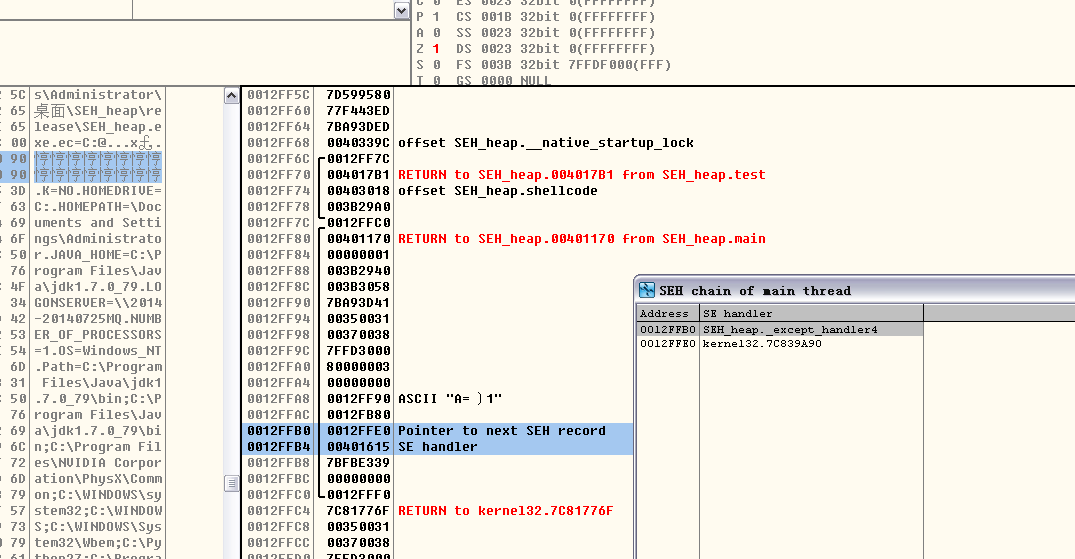 C 0 ES 0023 32bit 0(FFFFFFFF)
P 1 CS 001B 32bit 0(FFFFFFFF)
A 0 SS 0023 32bit 0(FFFFFFFF)
Z 1 DS 0023 32bit 0(FFFFFFFF)
S 0 FS 003B 32bit 7FFDF000(FFF)
T 0 GS 0000 NULL
5C s\Administrator\
65 桌面\SEH_heap\re
65 lease\SEH_heap.e
00 xe.ec=C:@...x
90
90
3D .K=NO.HOMEDRIVE=
63 C:.HOMEPATH=\Doc
69 uments and Setti
6F ngs\Administrato
50 r.JAVA_HOME=C:\P
76 rogram Files\Jav
4F a\jdk1.7.0_79.LO
34 GONSERVER=\\2014
42 -20140725MQ.NUMB
53 ER_OF_PROCESSORS
54 =1.OS=Windows_NT
6D .Path=C:\Program
31 Files\Java\jdk1
50 .7.0_79\bin;C:\P
76 rogram Files\Jav
69 a\jdk1.7.0_79\bi
6C n;C:\Program Fil
72 es\NVIDIA Corpor
6D ation\PhysX\Comm
79 on;C:\WINDOWS\sy
57 stem32;C:\WINDOW
73 S;C:\WINDOWS\Sys
79 tem32\Wbem;C:\Py
61 thon27;C:\Progra
0012FF5C 7D599580
0012FF60 77F443ED
0012FF64 7BA93DED
0012FF68 0040339C offset SEH_heap.__native_startup_lock
0012FF6C 0012FF7C
0012FF70 004017B1 RETURN to SEH_heap.004017B1 from SEH_heap.test
0012FF74 00403018 offset SEH_heap.shellcode
0012FF78 003B29A0
0012FF7C 0012FFC0
0012FF80 00401170 RETURN to SEH_heap.00401170 from SEH_heap.main
0012FF84 00000001
0012FF88 003B2940
0012FF8C 003B3058
0012FF90 7BA93D41
0012FF94 00350031
0012FF98 00370038
0012FF9C 7FFD3000
0012FFA0 80000003
0012FFA4 00000000
0012FFA8 0012FF90 ASCII "A= }1"
0012FFAC 0012FB80
0012FFB0 0012FFE0 Pointer to next SEH record
0012FFB4 00401615 SE handler
0012FFB8 7BFBE339
0012FFBC 00000000
0012FFC0 0012FFF0
0012FFC4 7C81776F RETURN to kernel32.7C81776F
0012FFC8 00350031
0012FFCC 00370038
0012FFD0 7FFD3000
SEH chain of main thread
Address SE handler
0012FFB0 SEH_heap._except_handler4
0012FFE0 kernel32.7C839A90